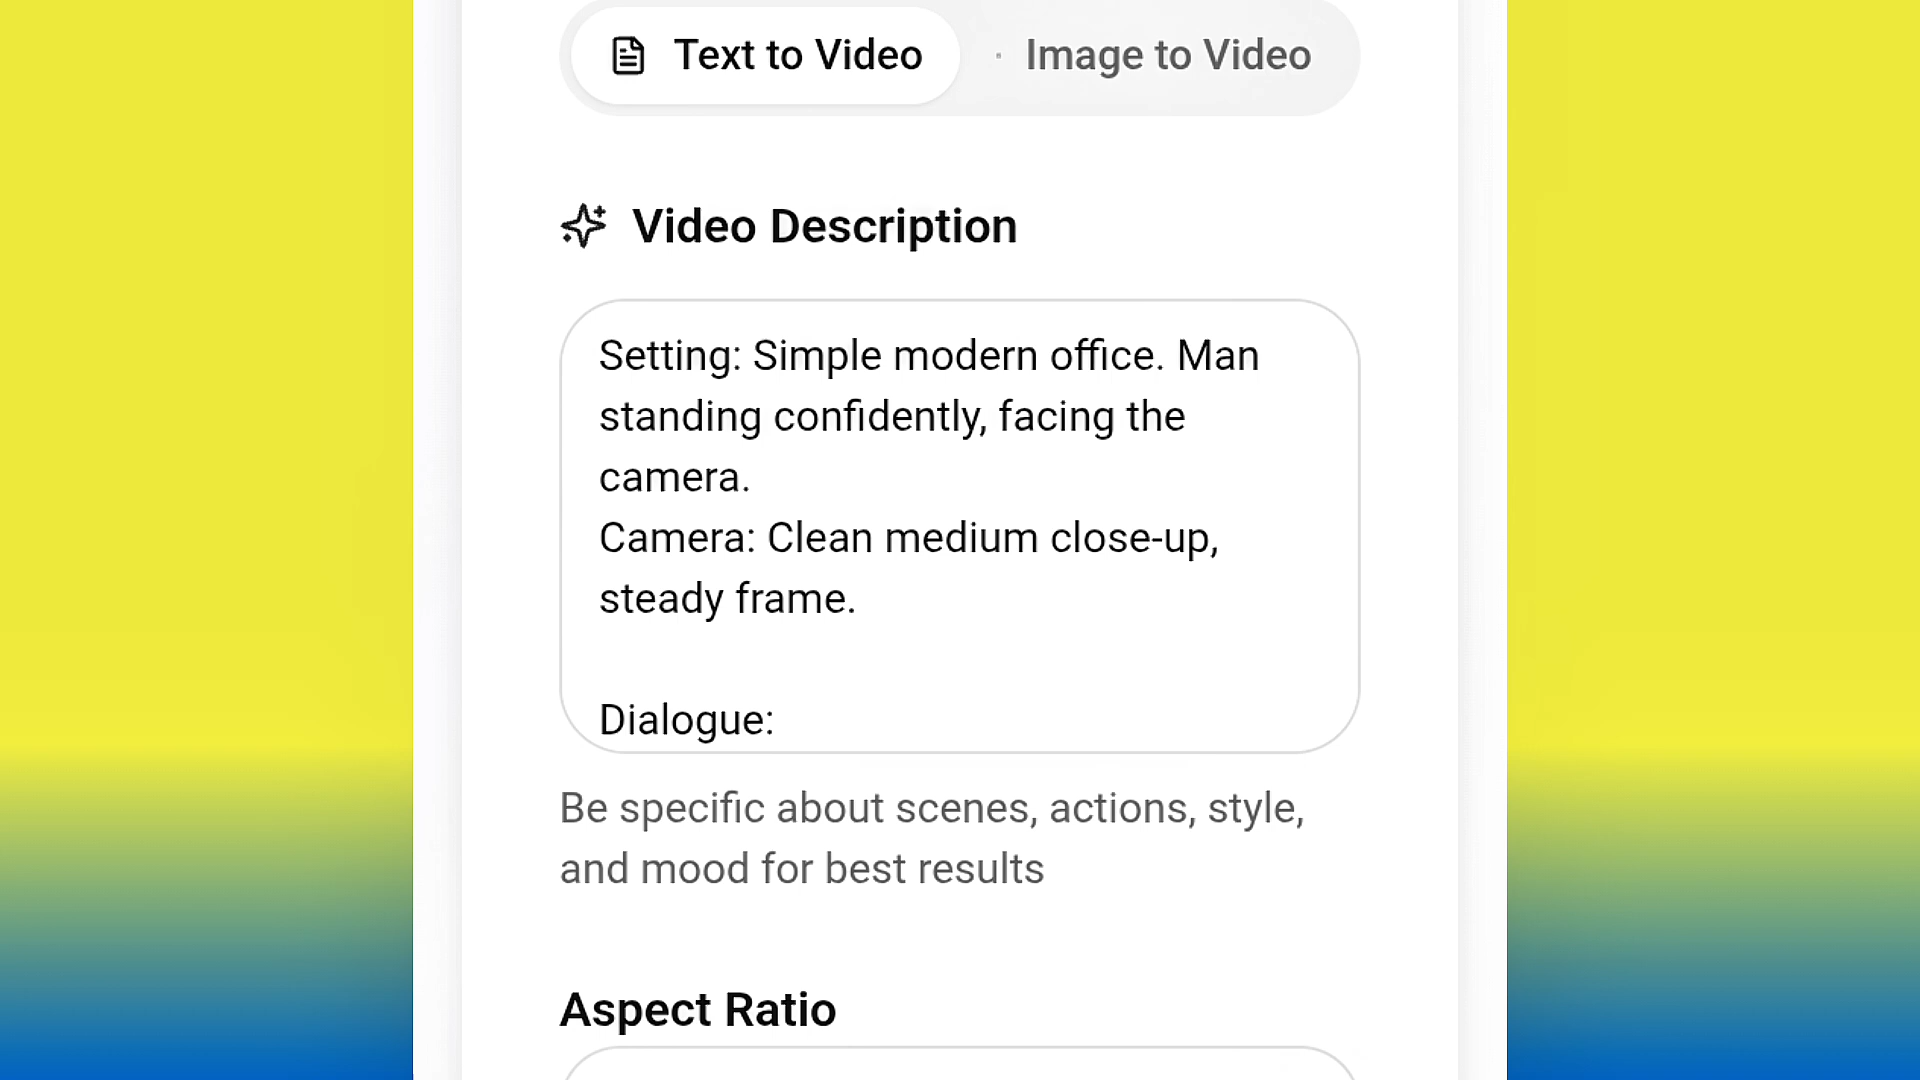 Text to Video
Image to Video
Video Description
Setting: Simple modern office. Man
standing confidently, facing the
camera.
Camera: Clean medium close-up,
steady frame.
Dialogue:
Be specific about scenes, actions, style,
and mood for best results
Aspect Ratio